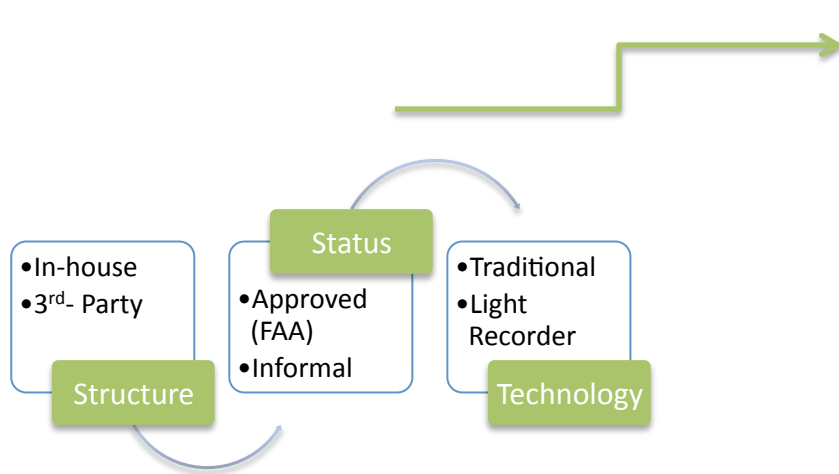 •In-house
•3rd- Party
Structure
Status
•Approved
(FAA)
•Informal
•Traditional
•Light
Recorder
Technology